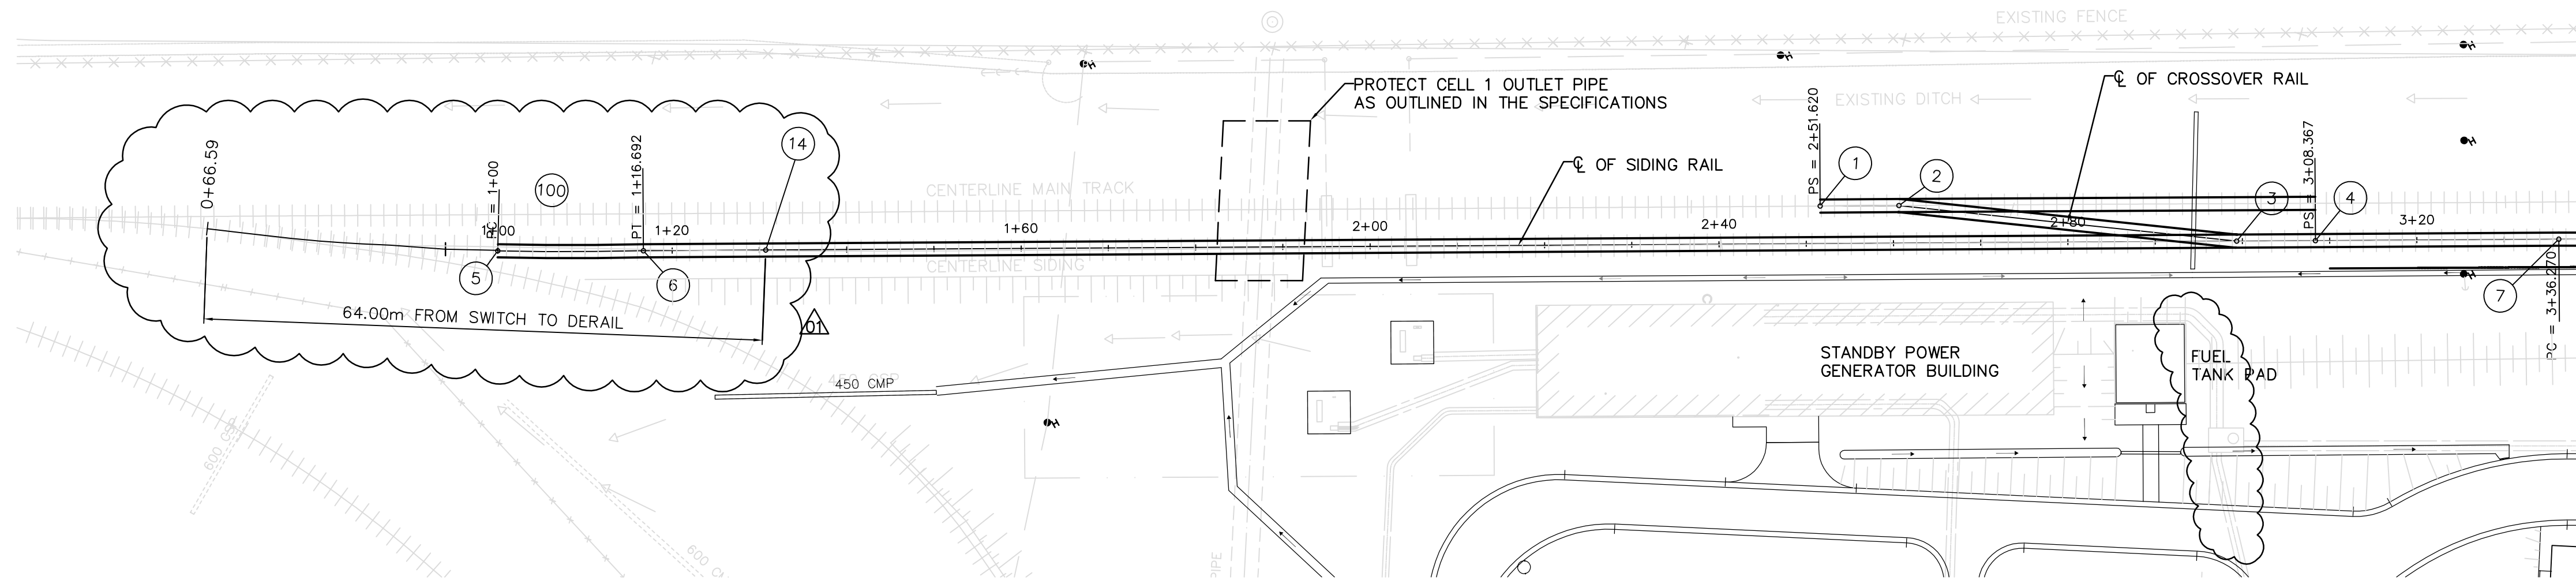 EXISTING FENCE
PROTECT CELL 1 OUTLET PIPE
AS OUTLINED IN THE SPECIFICATIONS
℄ OF CROSSOVER RAIL
EXISTING DITCH
0+66.59
PC = 1+00
100
PT = 1+16.692
14
CENTERLINE MAIN TRACK
℄ OF SIDING RAIL
PS = 2+51.620
1
2
3
PS = 3+08.367
4
1+00
1+20
1+60
2+00
2+40
2+80
3+20
5
6
CENTERLINE SIDING
7
PC = 3+36.270
64.00m FROM SWITCH TO DERAIL
01
STANDBY POWER
GENERATOR BUILDING
FUEL
TANK PAD
450 CSP
450 CMP
600
600
PIPE